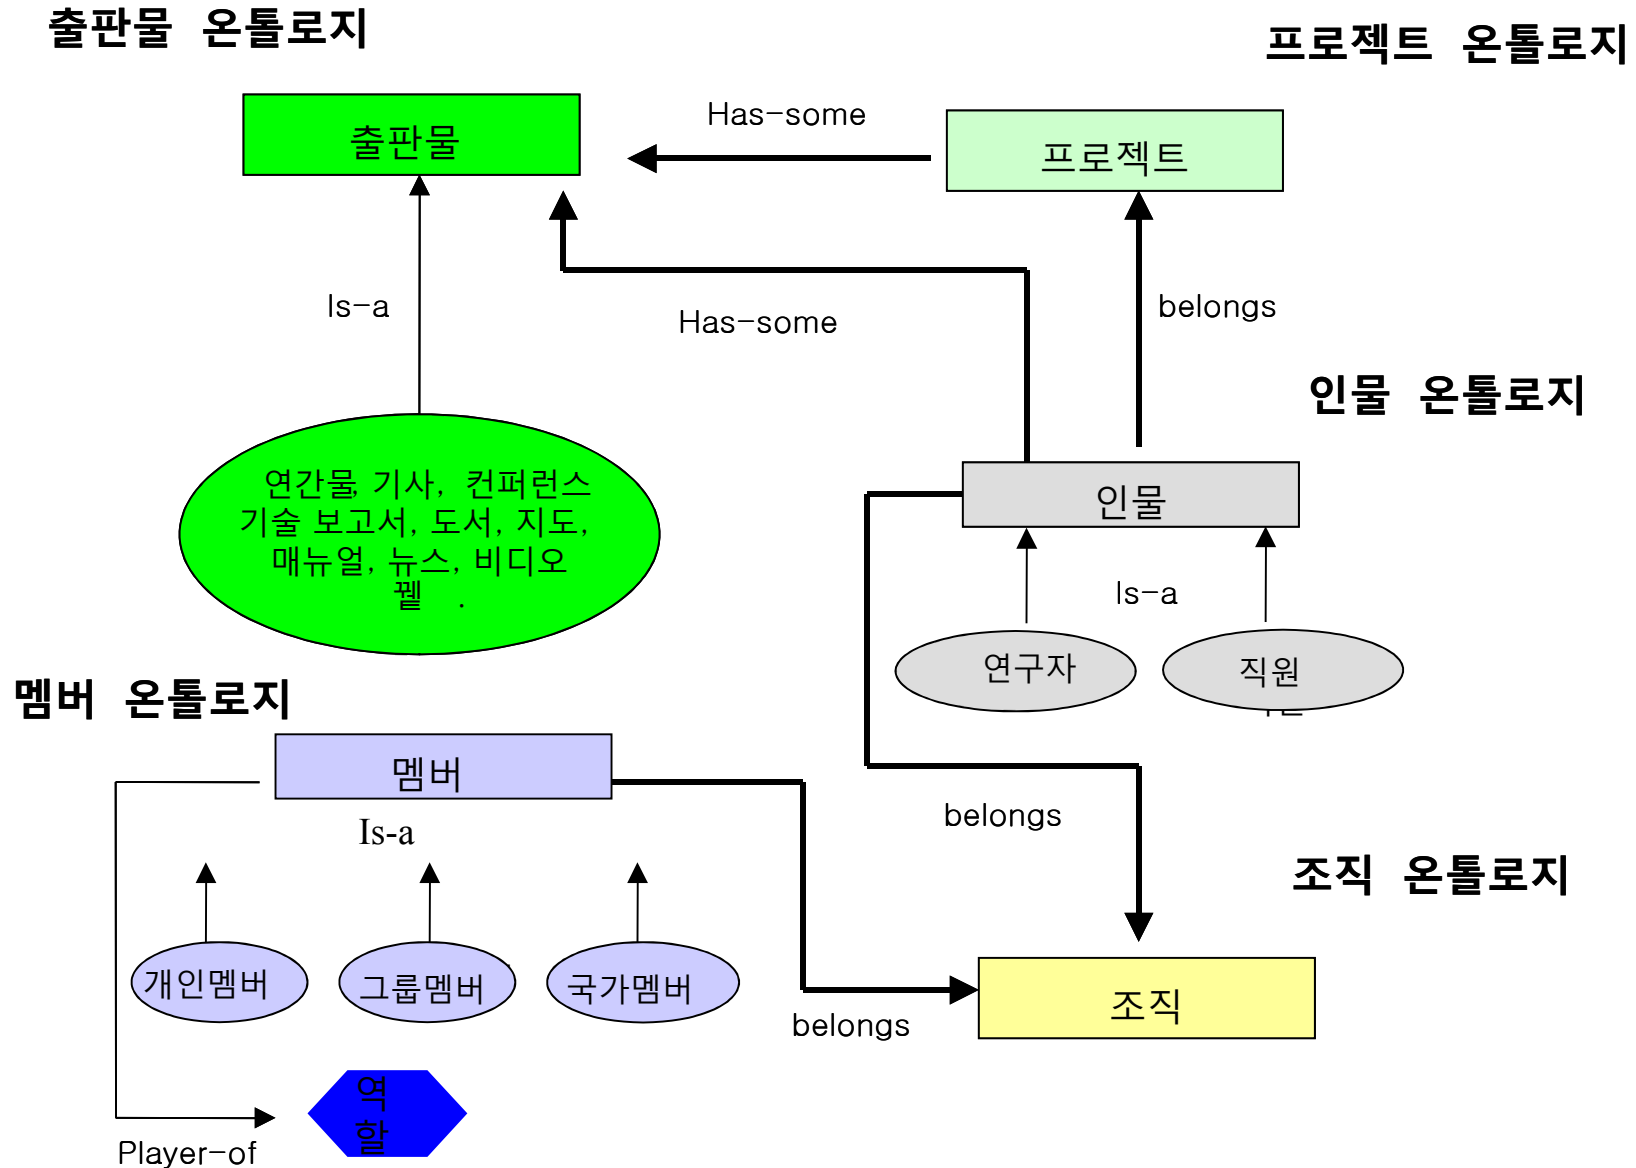 출판물 온톨로지
프로젝트 온톨로지
출판물
Has-some
프로젝트
Is-a
Has-some
belongs
인물 온톨로지
연간물, 기사, 컨퍼런스
기술 보고서, 도서, 지도,
매뉴얼, 뉴스, 비디오
.
인물
Is-a
연구자
직원
멤버 온톨로지
멤버
Is-a
belongs
조직 온톨로지
개인멤버
그룹멤버
국가멤버
조직
belongs
역
할
Player-of